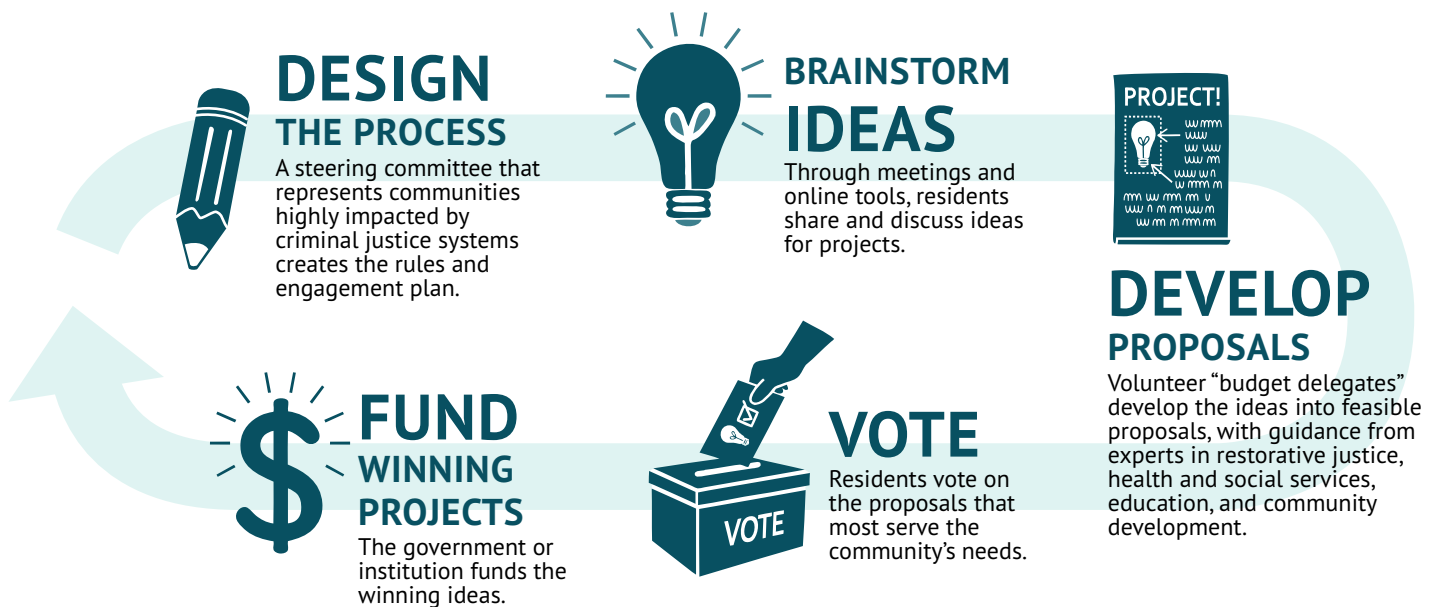 DESIGN
THE PROCESS
A steering committee that
represents communities
highly impacted by
criminal justice systems
creates the rules and
engagement plan.
BRAINSTORM
IDEAS
Through meetings and
online tools, residents
share and discuss ideas
for projects.
PROJECT!
DEVELOP
PROPOSALS
Volunteer “budget delegates”
develop the ideas into feasible
proposals, with guidance from
experts in restorative justice,
health and social services,
education, and community
development.
VOTE
VOTE
Residents vote on
the proposals that
most serve the
community’s needs.
FUND
WINNING
PROJECTS
The government or
institution funds the
winning ideas.